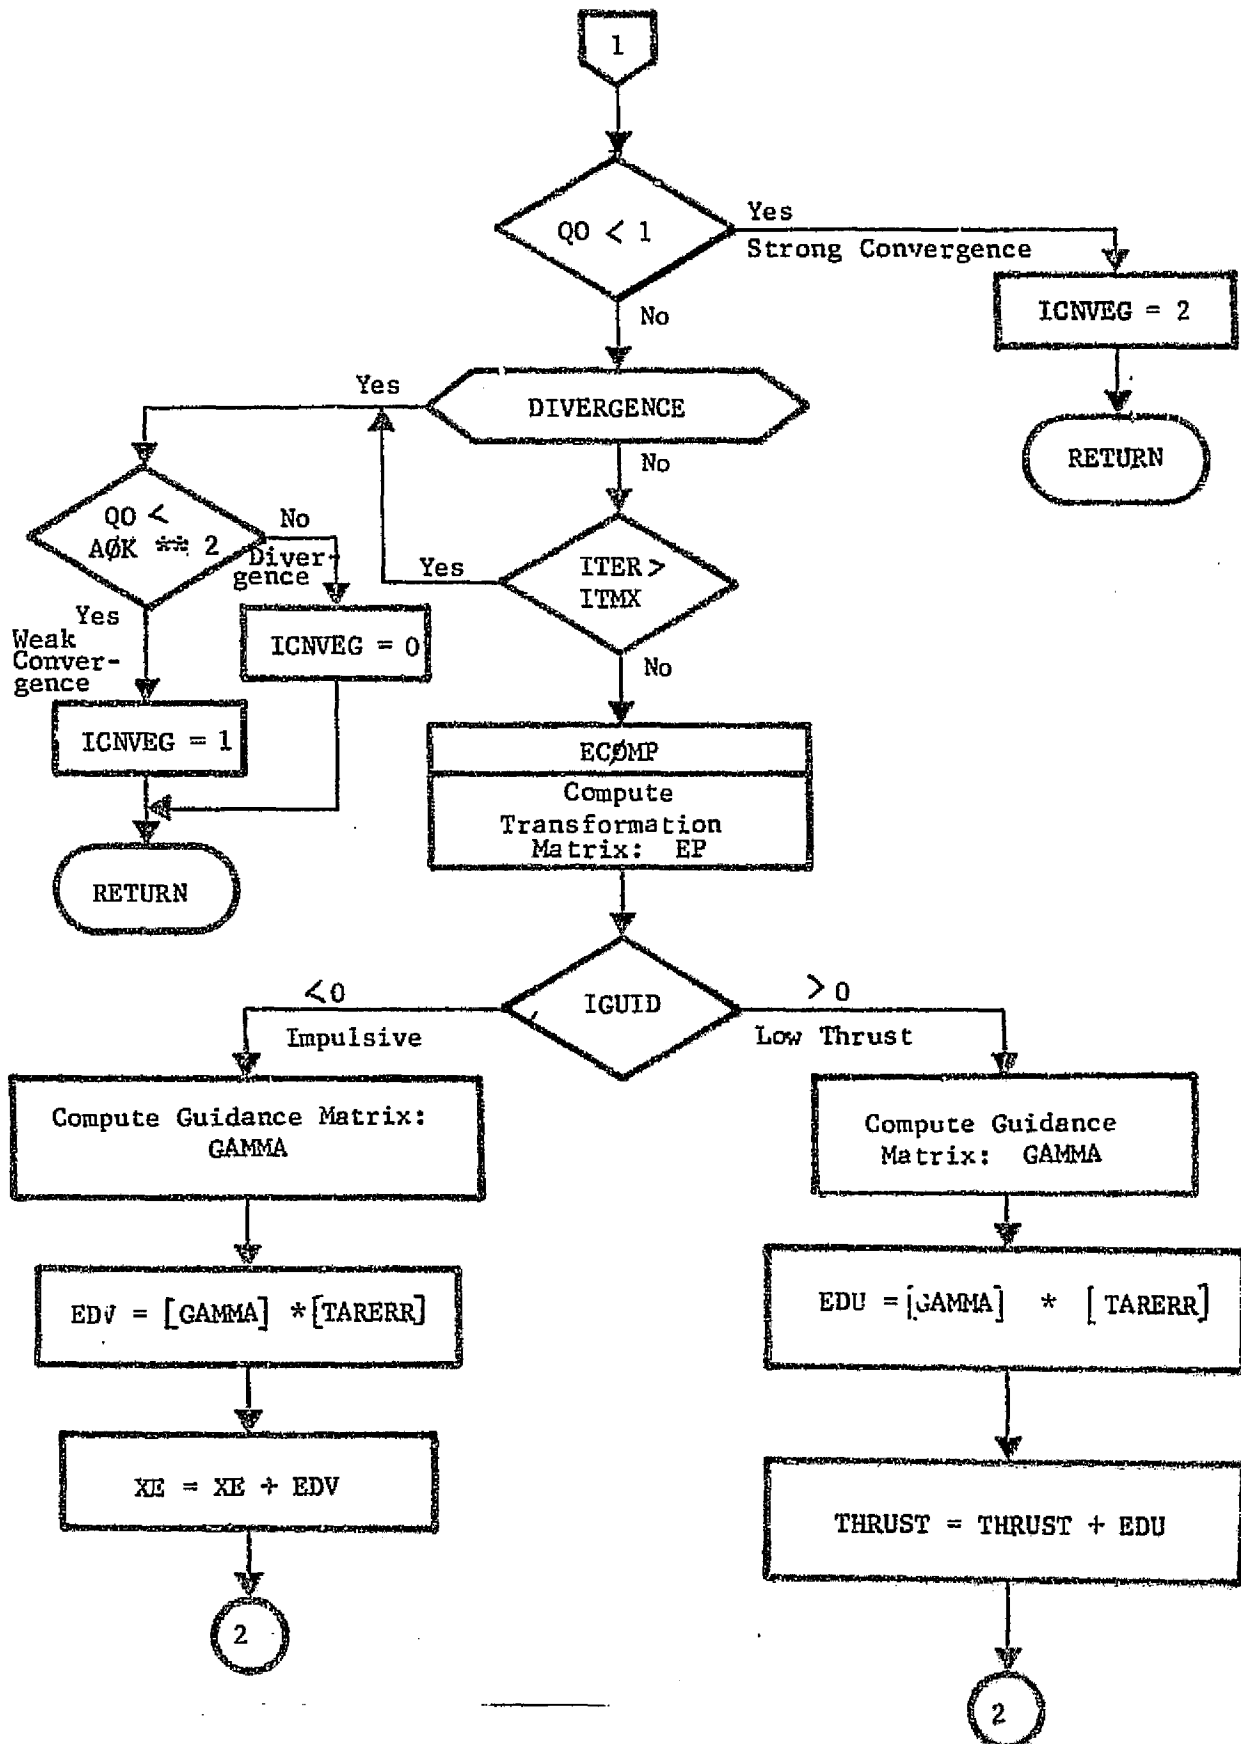 1
QO < 1
Yes
Strong Convergence
ICNVEG = 2
RETURN
No
DIVERGENCE
Yes
No
QO <
AØK ** 2
No
Diver-
gence
ITER >
ITMX
Yes
No
Yes
Weak
Conver-
gence
ICNVEG = 0
ICNVEG = 1
RETURN
ECØMP
Compute
Transformation
Matrix: EP
IGUID
<0
Impulsive
>0
Low Thrust
Compute Guidance Matrix:
GAMMA
Compute Guidance
Matrix: GAMMA
EDV = [GAMMA] * [TARERR]
EDU = [GAMMA] * [TARERR]
XE = XE + EDV
THRUST = THRUST + EDU
2
2